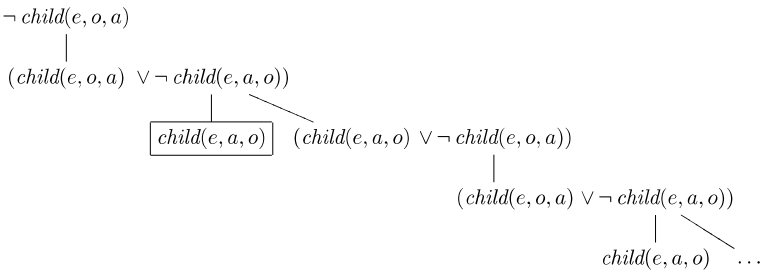 ¬ child(e, o, a)
(child(e, o, a) ∨ ¬ child(e, a, o))
child(e, a, o) (child(e, a, o) ∨ ¬ child(e, o, a))
(child(e, o, a) ∨ ¬ child(e, a, o))
child(e, a, o) ...